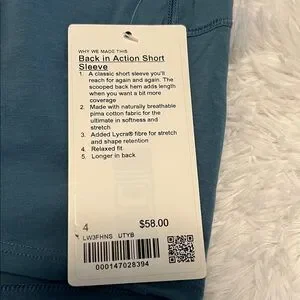 WHY WE MADE THIS
Back in Action Short
Sleeve
1. A classic short sleeve you'll
reach for again and again. The
scooped back hem adds length
when you want a bit more
coverage
2. Made with naturally breathable
pima cotton fabric for the
ultimate in softness and
stretch
3. Added Lycra® fibre for stretch
and shape retention
4. Relaxed fit
5. Longer in back
4
$58.00
LW3FHNS UTYB
000147028394